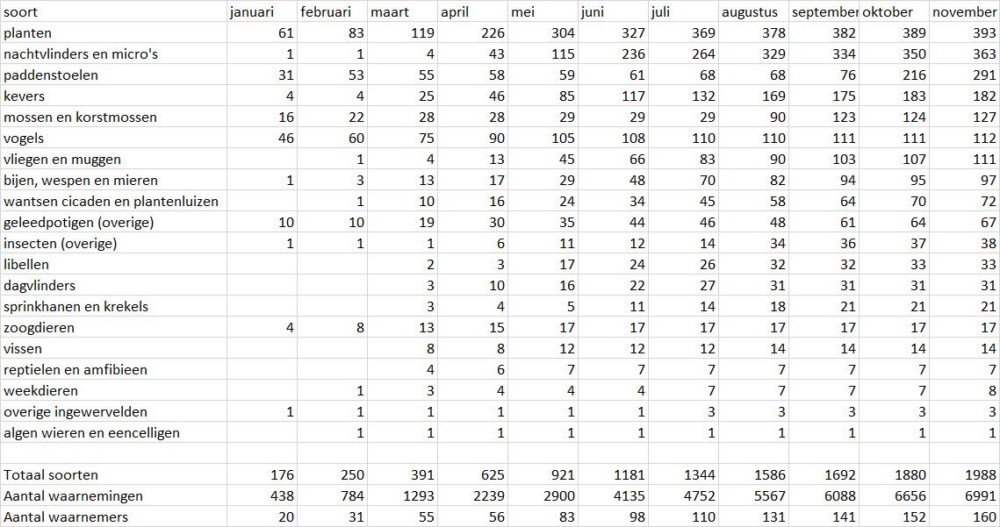 soort januari februari maart april mei juni juli augustus september oktober november
planten 61 83 119 226 304 327 369 378 382 389 393
nachtvlinders en micro's 1 1 4 43 115 236 264 329 334 350 363
paddenstoelen 31 53 55 58 59 61 68 68 76 216 291
kevers 4 4 25 46 85 117 132 169 175 183 182
mossen en korstmossen 16 22 28 28 29 29 29 90 123 124 127
vogels 46 60 75 90 105 108 110 110 111 111 112
vliegen en muggen 1 4 13 45 66 83 90 103 107 111
bijen, wespen en mieren 1 3 13 17 29 48 70 82 94 95 97
wantsen cicaden en plantenluizen 1 10 16 24 34 45 58 64 70 72
geleedpotigen (overige) 10 10 19 30 35 44 46 48 61 64 67
insecten (overige) 1 1 1 6 11 12 14 34 36 37 38
libellen 2 3 17 24 26 32 32 33 33
dagvlinders 3 10 16 22 27 31 31 31 31
sprinkhanen en krekels 3 4 5 11 14 18 21 21 21
zoogdieren 4 8 13 15 17 17 17 17 17 17 17
vissen 8 8 12 12 12 14 14 14 14
reptielen en amfibieen 4 6 7 7 7 7 7 7 7
weekdieren 1 3 4 4 4 7 7 7 7 8
overige ingewervelden 1 1 1 1 1 1 3 3 3 3 3
algen wieren en eencelligen 1 1 1 1 1 1 1 1 1 1
Totaal soorten 176 250 391 625 921 1181 1344 1586 1692 1880 1988
Aantal waarnemingen 438 784 1293 2239 2900 4135 4752 5567 6088 6656 6991
Aantal waarnemers 20 31 55 56 83 98 110 131 141 152 160